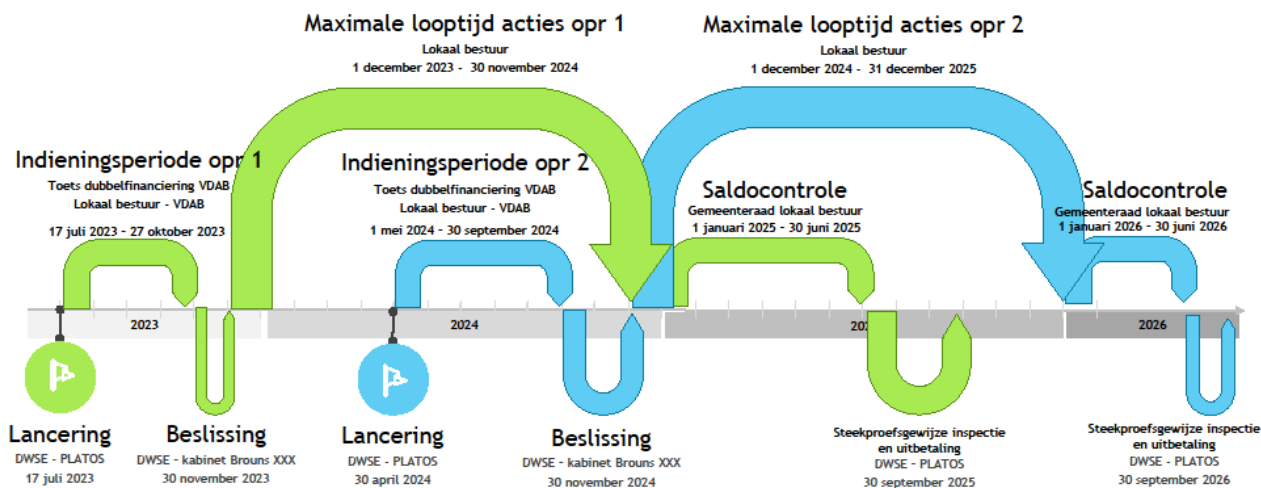 Maximale looptijd acties opr 1
Lokaal bestuur
1 december 2023 - 30 november 2024
Maximale looptijd acties opr 2
Lokaal bestuur
1 december 2024 - 31 december 2025
Indieningsperiode opr 1
Toets dubbelfinanciering VDAB
Lokaal bestuur - VDAB
17 juli 2023 - 27 oktober 2023
Indieningsperiode opr 2
Toets dubbelfinanciering VDAB
Lokaal bestuur - VDAB
1 mei 2024 - 30 september 2024
Saldocontrole
Gemeenteraad lokaal bestuur
1 januari 2025 - 30 juni 2025
Saldocontrole
Gemeenteraad lokaal bestuur
1 januari 2026 - 30 juni 2026
2023
2024
2026
Lancering
DWSE - PLATOS
17 juli 2023
Beslissing
DWSE - kabinet Brouns XXX
30 november 2023
Lancering
DWSE - PLATOS
30 april 2024
Beslissing
DWSE - kabinet Brouns XXX
30 november 2024
Steekproefsgewijze inspectie
en uitbetaling
DWSE - PLATOS
30 september 2025
Steekproefsgewijze inspectie
en uitbetaling
DWSE - PLATOS
30 september 2026